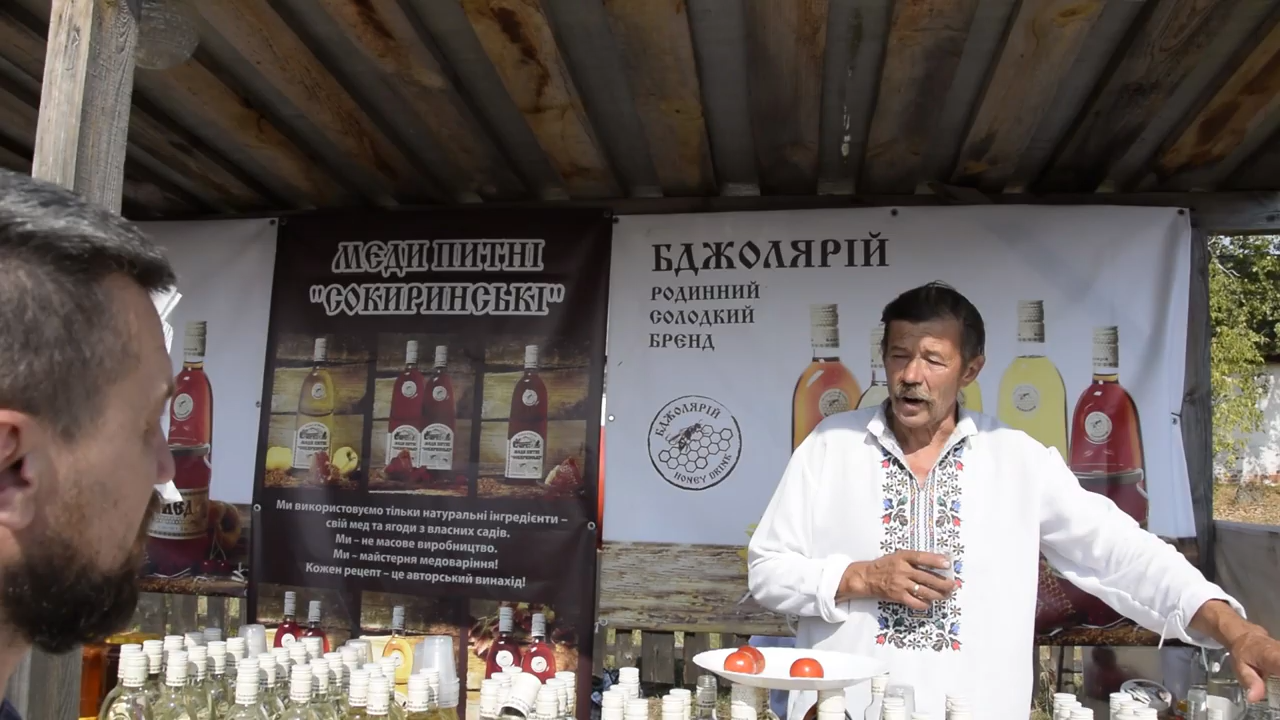 МЕДИ ПИТНІ
"СОКИРИНСЬКІ"
Ми використовуємо тільки натуральні інгредієнти –
свій мед та ягоди з власних садів.
Ми – не масове виробництво.
Ми – майстерня медоваріння!
Кожен рецепт – це авторський винахід!
БДЖОЛЯРІЙ
РОДИННИЙ
СОЛОДКИЙ
БРЕНД
БДЖОЛЯРІЙ
HONEY DRINK